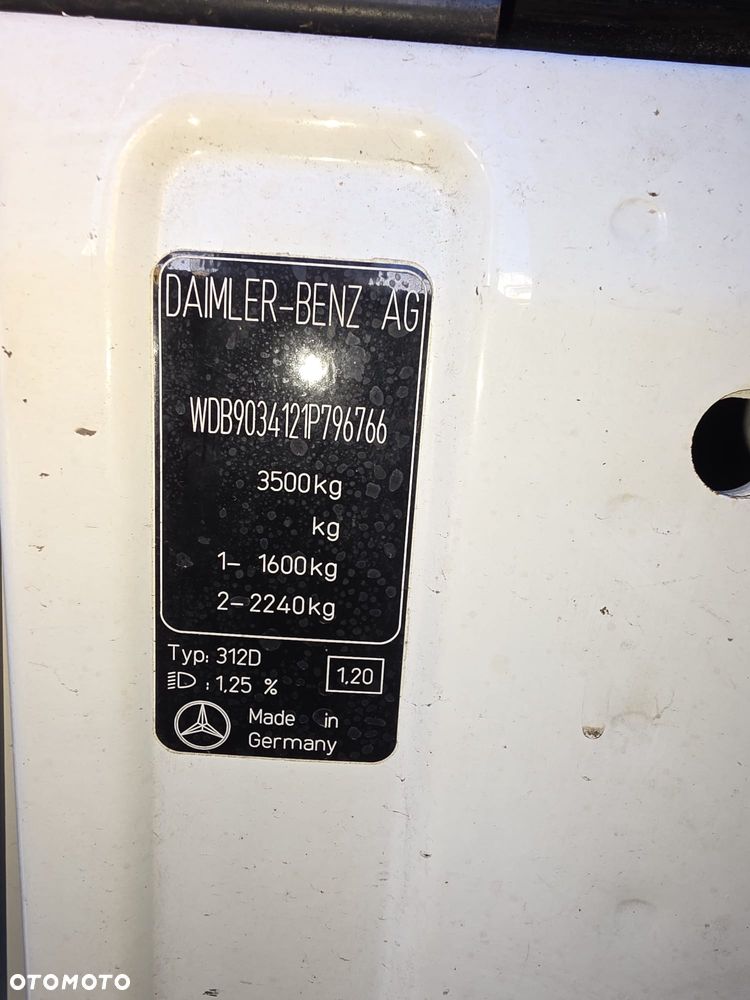 DAIMLER-BENZ AG
WDB9034121P796766
3500kg
kg
1- 1600kg
2-2240kg
Typ: 312D
: 1,25 %
1,20
Made in
Germany
OTOMOTO